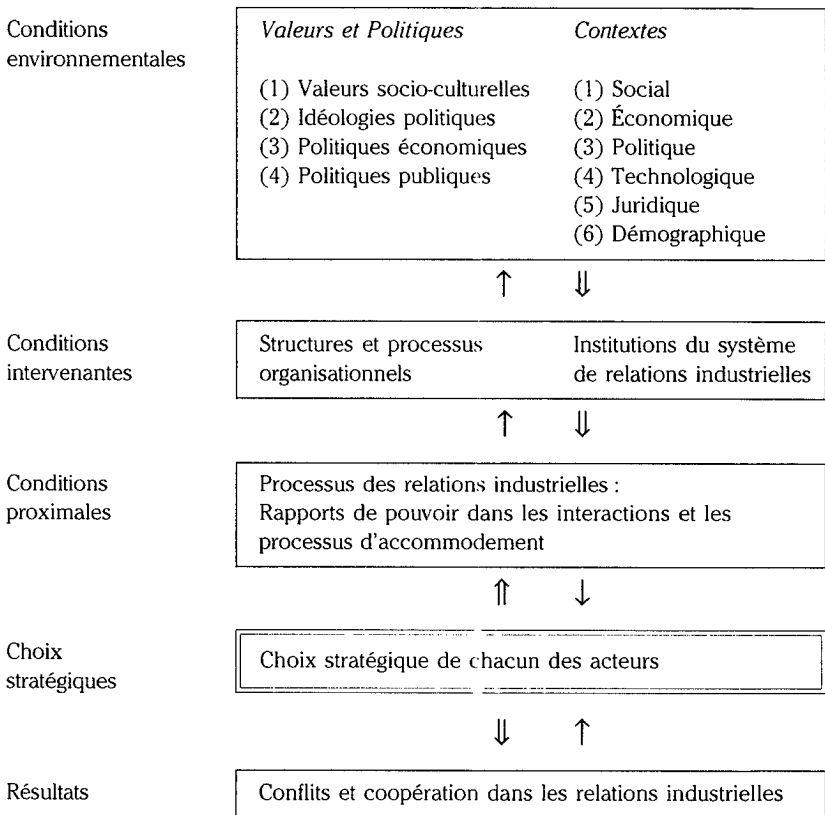 Conditions
environnementales
Valeurs et Politiques
(1) Valeurs socio-culturelles
(2) Idéologies politiques
(3) Politiques économiques
(4) Politiques publiques
Contextes
(1) Social
(2) Économique
(3) Politique
(4) Technologique
(5) Juridique
(6) Démographique
↑ ⇓
Conditions
intervenantes
Structures et processus
organisationnels
Institutions du système
de relations industrielles
↑ ⇓
Conditions
proximales
Processus des relations industrielles :
Rapports de pouvoir dans les interactions et les
processus d'accommodement
⇑ ↓
Choix
stratégiques
Choix stratégique de chacun des acteurs
⇓ ↑
Résultats
Conflits et coopération dans les relations industrielles